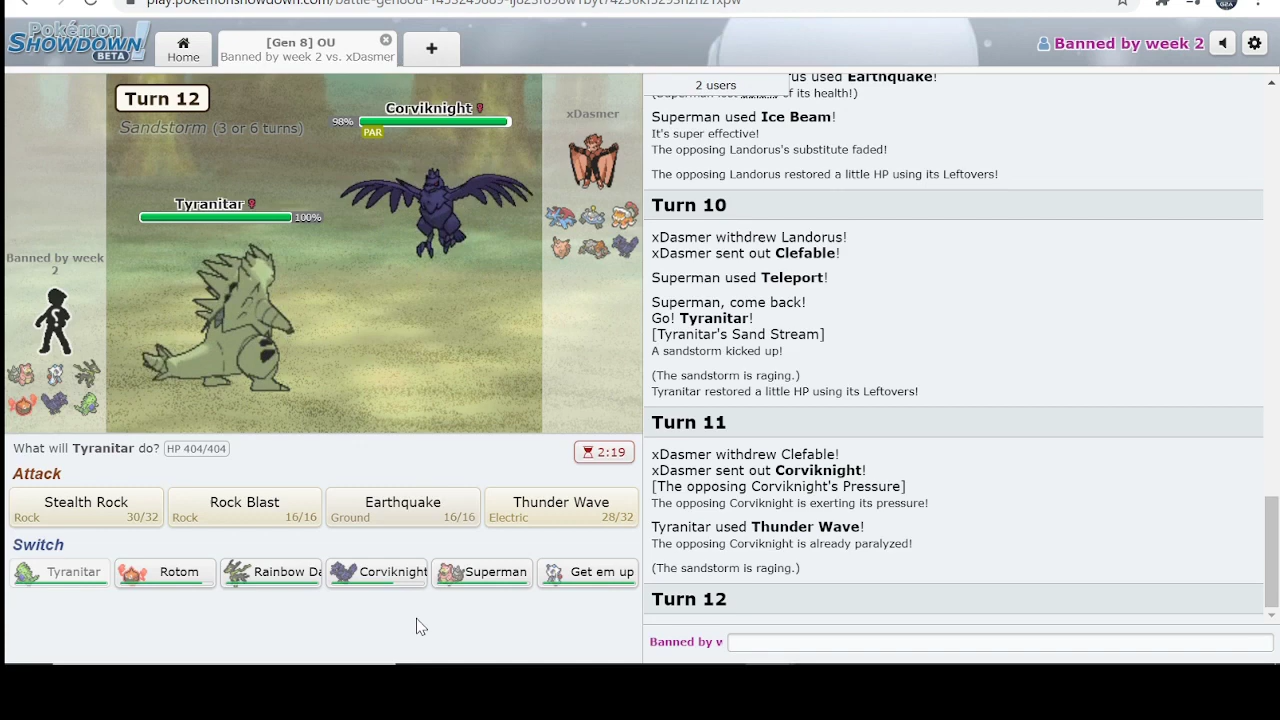 play.pokemonshowdown.com/battle-gen8ou-1453249889-
Pokémon
SHOWDOWN!
BETA
Home
[Gen 8] OU
Banned by week 2 vs. xDasmer
+
Banned by week 2
Turn 12
Sandstorm (3 or 6 turns)
Corviknight
98%
PAR
Tyranitar
100%
Banned by week
2
xDasmer
2 users
rus used Earthquake!
of its health!)
Superman used Ice Beam!
It's super effective!
The opposing Landorus's substitute faded!
The opposing Landorus restored a little HP using its Leftovers!
Turn 10
xDasmer withdrew Landorus!
xDasmer sent out Clefable!
Superman used Teleport!
Superman, come back!
Go! Tyranitar!
[Tyranitar's Sand Stream]
A sandstorm kicked up!
(The sandstorm is raging.)
Tyranitar restored a little HP using its Leftovers!
Turn 11
xDasmer withdrew Clefable!
xDasmer sent out Corviknight!
[The opposing Corviknight's Pressure]
The opposing Corviknight is exerting its pressure!
Tyranitar used Thunder Wave!
The opposing Corviknight is already paralyzed!
(The sandstorm is raging.)
Turn 12
Banned by v
What will Tyranitar do? HP 404/404
2:19
Attack
Stealth Rock
Rock 30/32
Rock Blast
Rock 16/16
Earthquake
Ground 16/16
Thunder Wave
Electric 28/32
Switch
Tyranitar
Rotom
Rainbow Da
Corviknight
Superman
Get em up